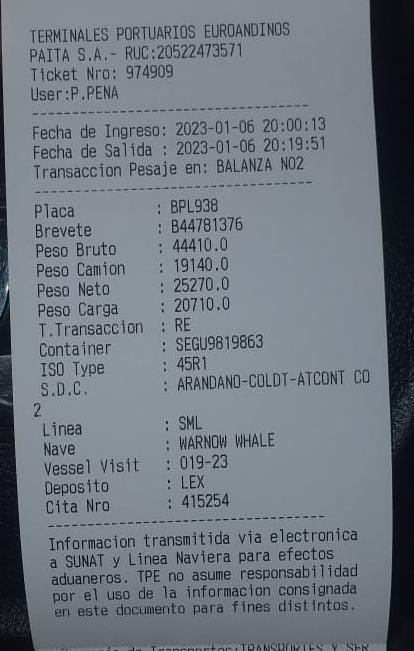 TERMINALES PORTUARIOS EUROANDINOS
PAITA S.A.- RUC:20522473571
Ticket Nro: 974909
User:P.PENA
--------------------------------
Fecha de Ingreso: 2023-01-06 20:00:13
Fecha de Salida : 2023-01-06 20:19:51
Transaccion Pesaje en: BALANZA NO2
--------------------------------
Placa : BPL938
Brevete : B44781376
Peso Bruto : 44410.0
Peso Camion : 19140.0
Peso Neto : 25270.0
Peso Carga : 20710.0
T.Transaccion : RE
Container : SEGU9819863
ISO Type : 45R1
S.D.C. : ARANDANO-COLDT-ATCONT CO
2
Linea : SML
Nave : WARNOW WHALE
Vessel Visit : 019-23
Deposito : LEX
Cita Nro : 415254
--------------------------------
Informacion transmitida via electronica
a SUNAT y Linea Naviera para efectos
aduaneros. TPE no asume responsabilidad
por el uso de la informacion consignada
en este documento para fines distintos.
TRANSPORTES Y SER